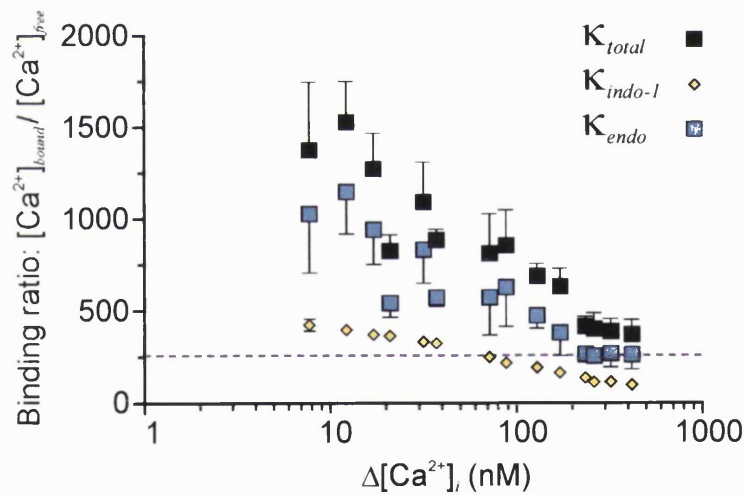 Binding ratio: [Ca²⁺]bound / [Ca²⁺]free
2000
1500
1000
500
0
1
10
100
1000
Δ[Ca²⁺]i (nM)
Κtotal
Κindo-1
Κendo